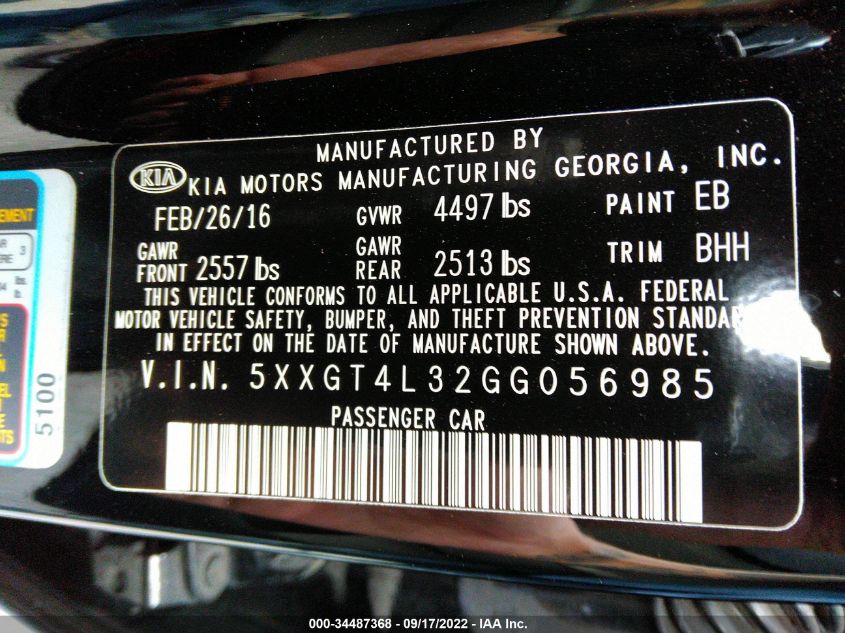 MANUFACTURED BY
KIA KIA MOTORS MANUFACTURING GEORGIA, INC.
FEB/26/16 GVWR 4497 lbs PAINT EB
GAWR FRONT 2557 lbs GAWR REAR 2513 lbs TRIM BHH
THIS VEHICLE CONFORMS TO ALL APPLICABLE U.S.A. FEDERAL
MOTOR VEHICLE SAFETY, BUMPER, AND THEFT PREVENTION STANDAR
IN EFFECT ON THE DATE OF MANUFACTURE SHOWN ABOVE.
V.I.N. 5XXGT4L32GG056985
PASSENGER CAR
5100
000-34487368 - 09/17/2022 - IAA Inc.